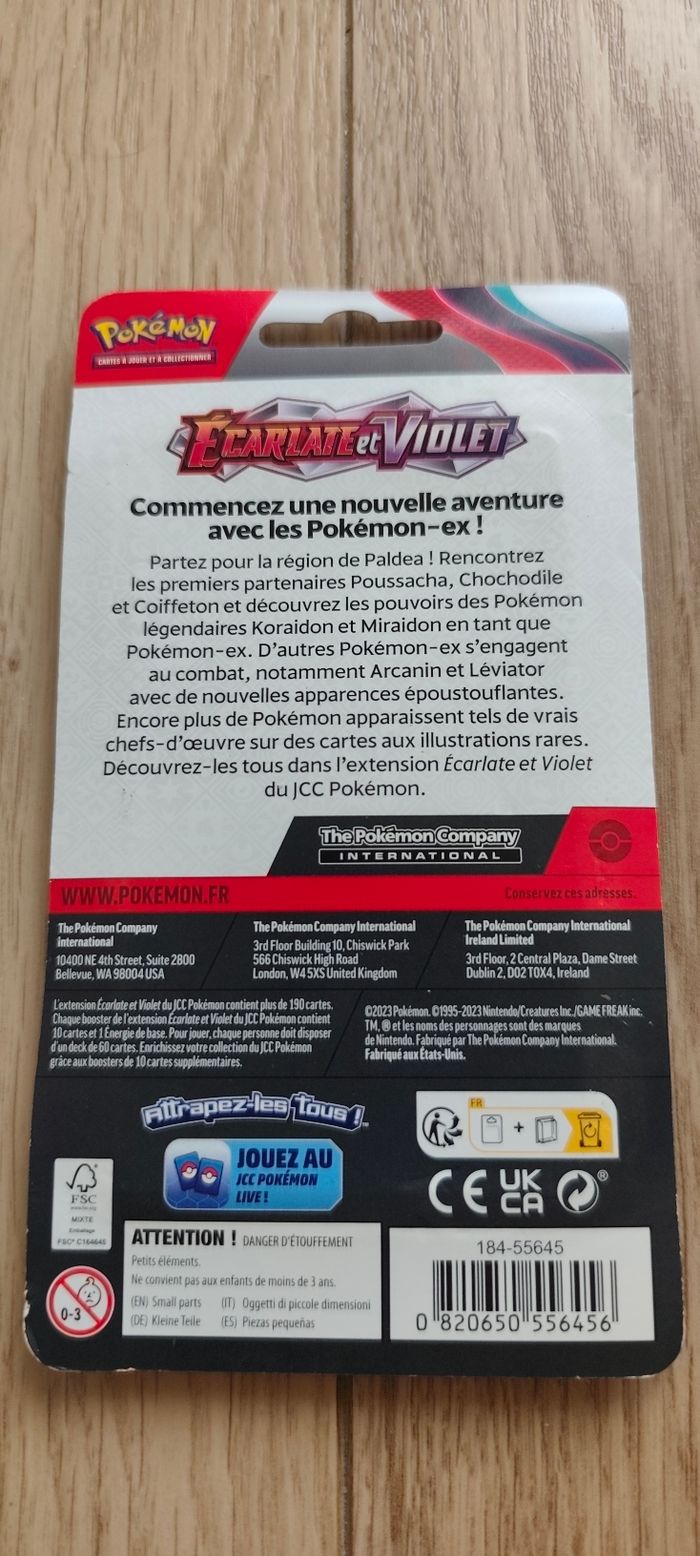 POKéMON
CARTES À JOUER ET À COLLECTIONNER
ÉCARLATE et VIOLET
Commencez une nouvelle aventure
avec les Pokémon-ex !
Partez pour la région de Paldea ! Rencontrez
les premiers partenaires Poussacha, Chochodile
et Coiffeton et découvrez les pouvoirs des Pokémon
légendaires Koraidon et Miraidon en tant que
Pokémon-ex. D'autres Pokémon-ex s'engagent
au combat, notamment Arcanin et Léviator
avec de nouvelles apparences époustouflantes.
Encore plus de Pokémon apparaissent tels de vrais
chefs-d'œuvre sur des cartes aux illustrations rares.
Découvrez-les tous dans l'extension Écarlate et Violet
du JCC Pokémon.
The Pokémon Company
INTERNATIONAL
WWW.POKEMON.FR
Conservez ces adresses.
The Pokémon Company
International
10400 NE 4th Street, Suite 2800
Bellevue, WA 98004 USA
The Pokémon Company International
3rd Floor Building 10, Chiswick Park
566 Chiswick High Road
London, W4 5XS United Kingdom
The Pokémon Company International
Ireland Limited
3rd Floor, 2 Central Plaza, Dame Street
Dublin 2, D02 T0X4, Ireland
L'extension Écarlate et Violet du JCC Pokémon contient plus de 190 cartes.
Chaque booster de l'extension Écarlate et Violet du JCC Pokémon contient
10 cartes et 1 Énergie de base. Pour jouer, chaque personne doit disposer
d'un deck de 60 cartes. Enrichissez votre collection du JCC Pokémon
grâce aux boosters de 10 cartes supplémentaires.
©2023 Pokémon. ©1995-2023 Nintendo/Creatures Inc./GAME FREAK inc.
TM, ® et les noms des personnages sont des marques
de Nintendo. Fabriqué par The Pokémon Company International.
Fabriqué aux États-Unis.
Attrapez-les Tous !™
JOUEZ AU
JCC POKÉMON
LIVE !
FR
+
CE UK CA ®
FSC
www.fsc.org
MIXTE
Emballage
FSC® C164645
0-3
ATTENTION ! DANGER D'ÉTOUFFEMENT
Petits éléments.
Ne convient pas aux enfants de moins de 3 ans.
(EN) Small parts (IT) Oggetti di piccole dimensioni
(DE) Kleine Teile (ES) Piezas pequeñas
184-55645
0 820650 556456